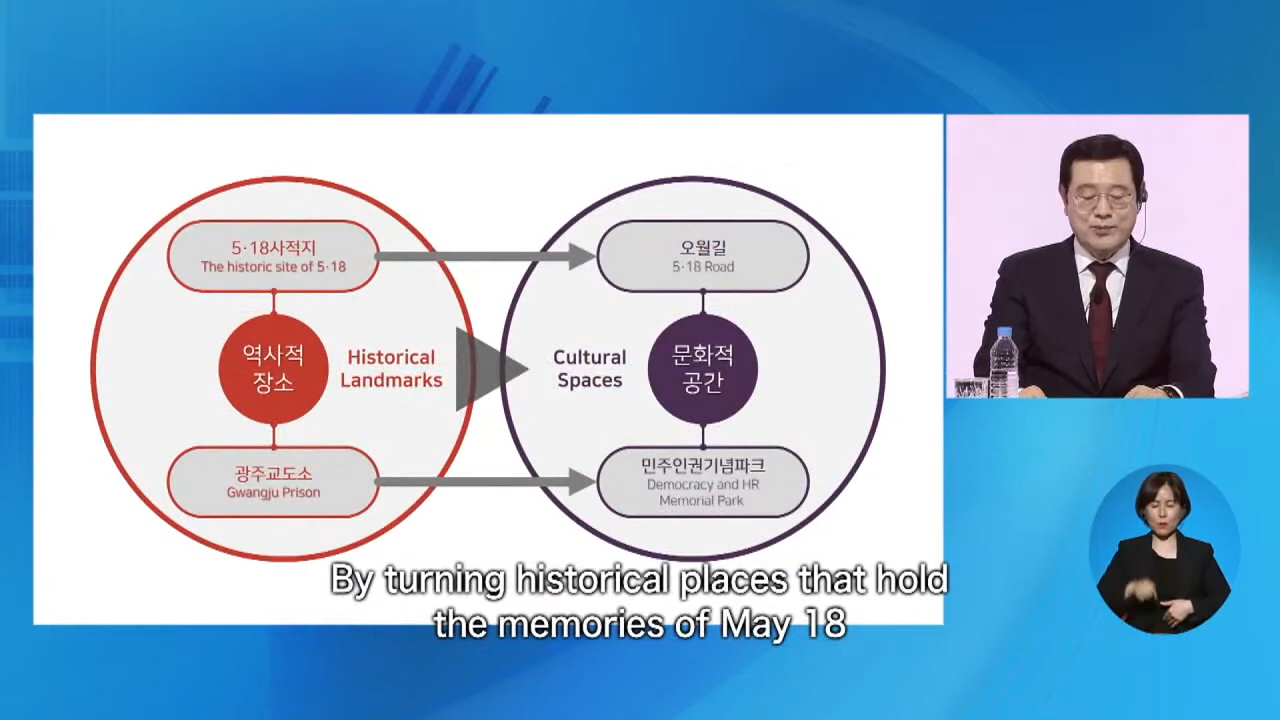 5·18사적지
The historic site of 5·18
오월길
5·18 Road
역사적
장소
Historical
Landmarks
Cultural
Spaces
문화적
공간
광주교도소
Gwangju Prison
민주인권기념파크
Democracy and HR
Memorial Park
By turning historical places that hold
the memories of May 18